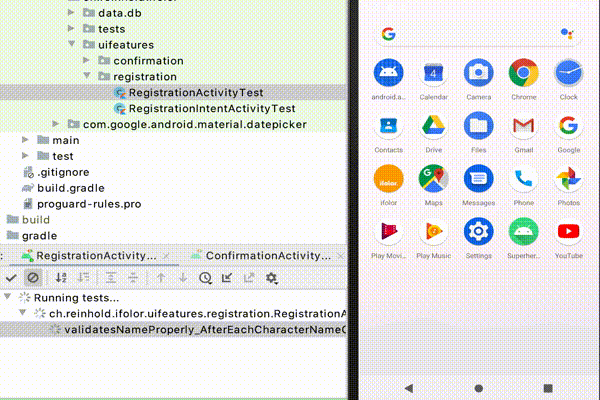 data.db
tests
uifeatures
confirmation
registration
RegistrationActivityTest
RegistrationIntentActivityTest
com.google.android.material.datepicker
main
test
.gitignore
build.gradle
proguard-rules.pro
build
gradle
RegistrationActivity... ConfirmationActivity...
Running tests...
ch.reinhold.ifolor.uifeatures.registration.RegistrationA
validatesNameProperly_AfterEachCharacterName
G
android.a... Calendar Camera Chrome Clock
Contacts Drive Files Gmail Google
ifolor
ifolor Maps Messages Phone Photos
Play Movi... Play Music Settings Superhe... YouTube